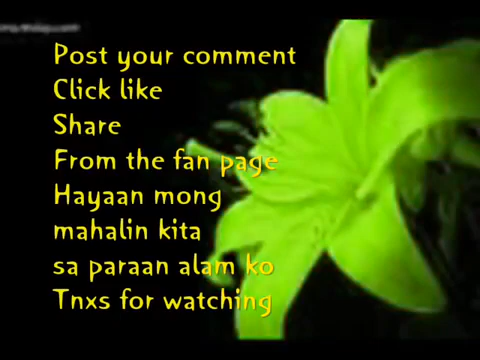 Post your comment
Click like
Share
From the fan page
Hayaan mong
mahalin kita
sa paraan alam ko
Tnxs for watching